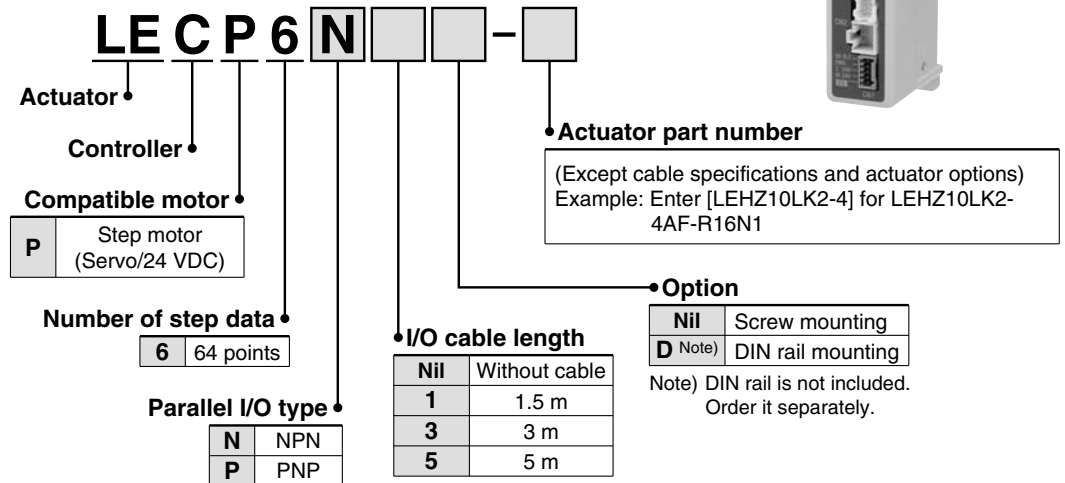 LE C P 6 N –
Actuator
Controller
Compatible motor
P Step motor
(Servo/24 VDC)
Number of step data
6 64 points
Parallel I/O type
N NPN
P PNP
I/O cable length
Nil Without cable
1 1.5 m
3 3 m
5 5 m
Option
Nil Screw mounting
D Note) DIN rail mounting
Note) DIN rail is not included.
Order it separately.
Actuator part number
(Except cable specifications and actuator options)
Example: Enter [LEHZ10LK2-4] for LEHZ10LK2-
4AF-R16N1
CN2
CN1